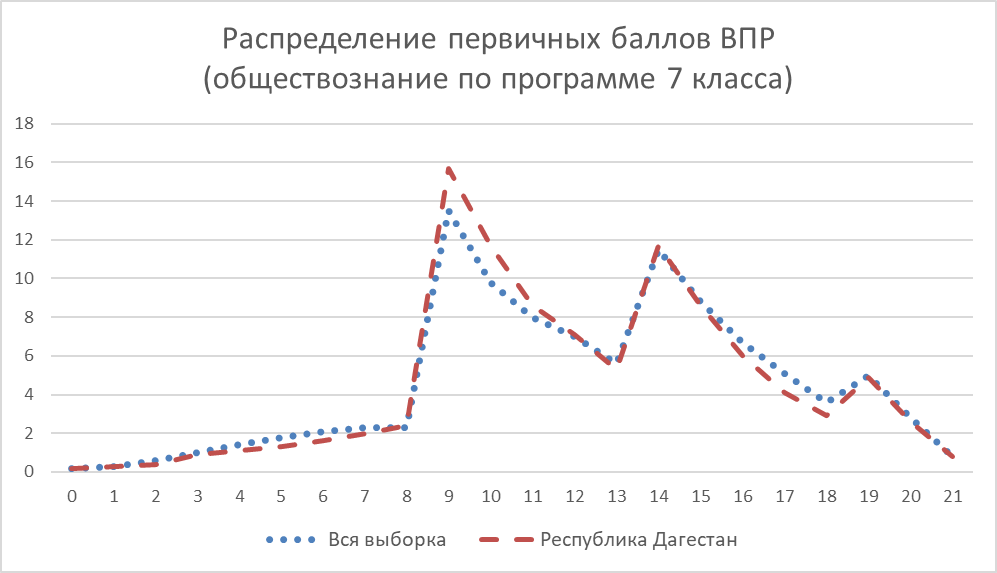 Распределение первичных баллов ВПР
(обществознание по программе 7 класса)
18
16
14
12
10
8
6
4
2
0
0 1 2 3 4 5 6 7 8 9 10 11 12 13 14 15 16 17 18 19 20 21
Вся выборка Республика Дагестан